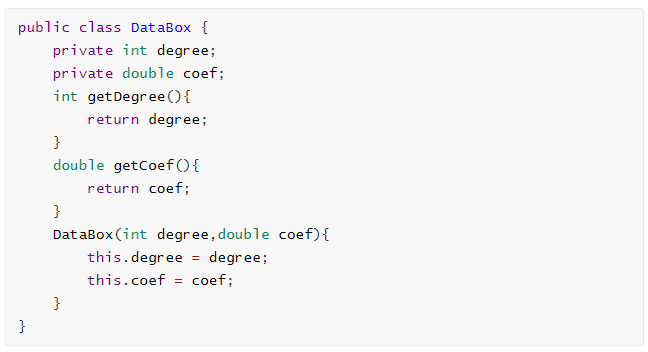 public class DataBox {
    private int degree;
    private double coef;
    int getDegree(){
        return degree;
    }
    double getCoef(){
        return coef;
    }
    DataBox(int degree,double coef){
        this.degree = degree;
        this.coef = coef;
    }
}